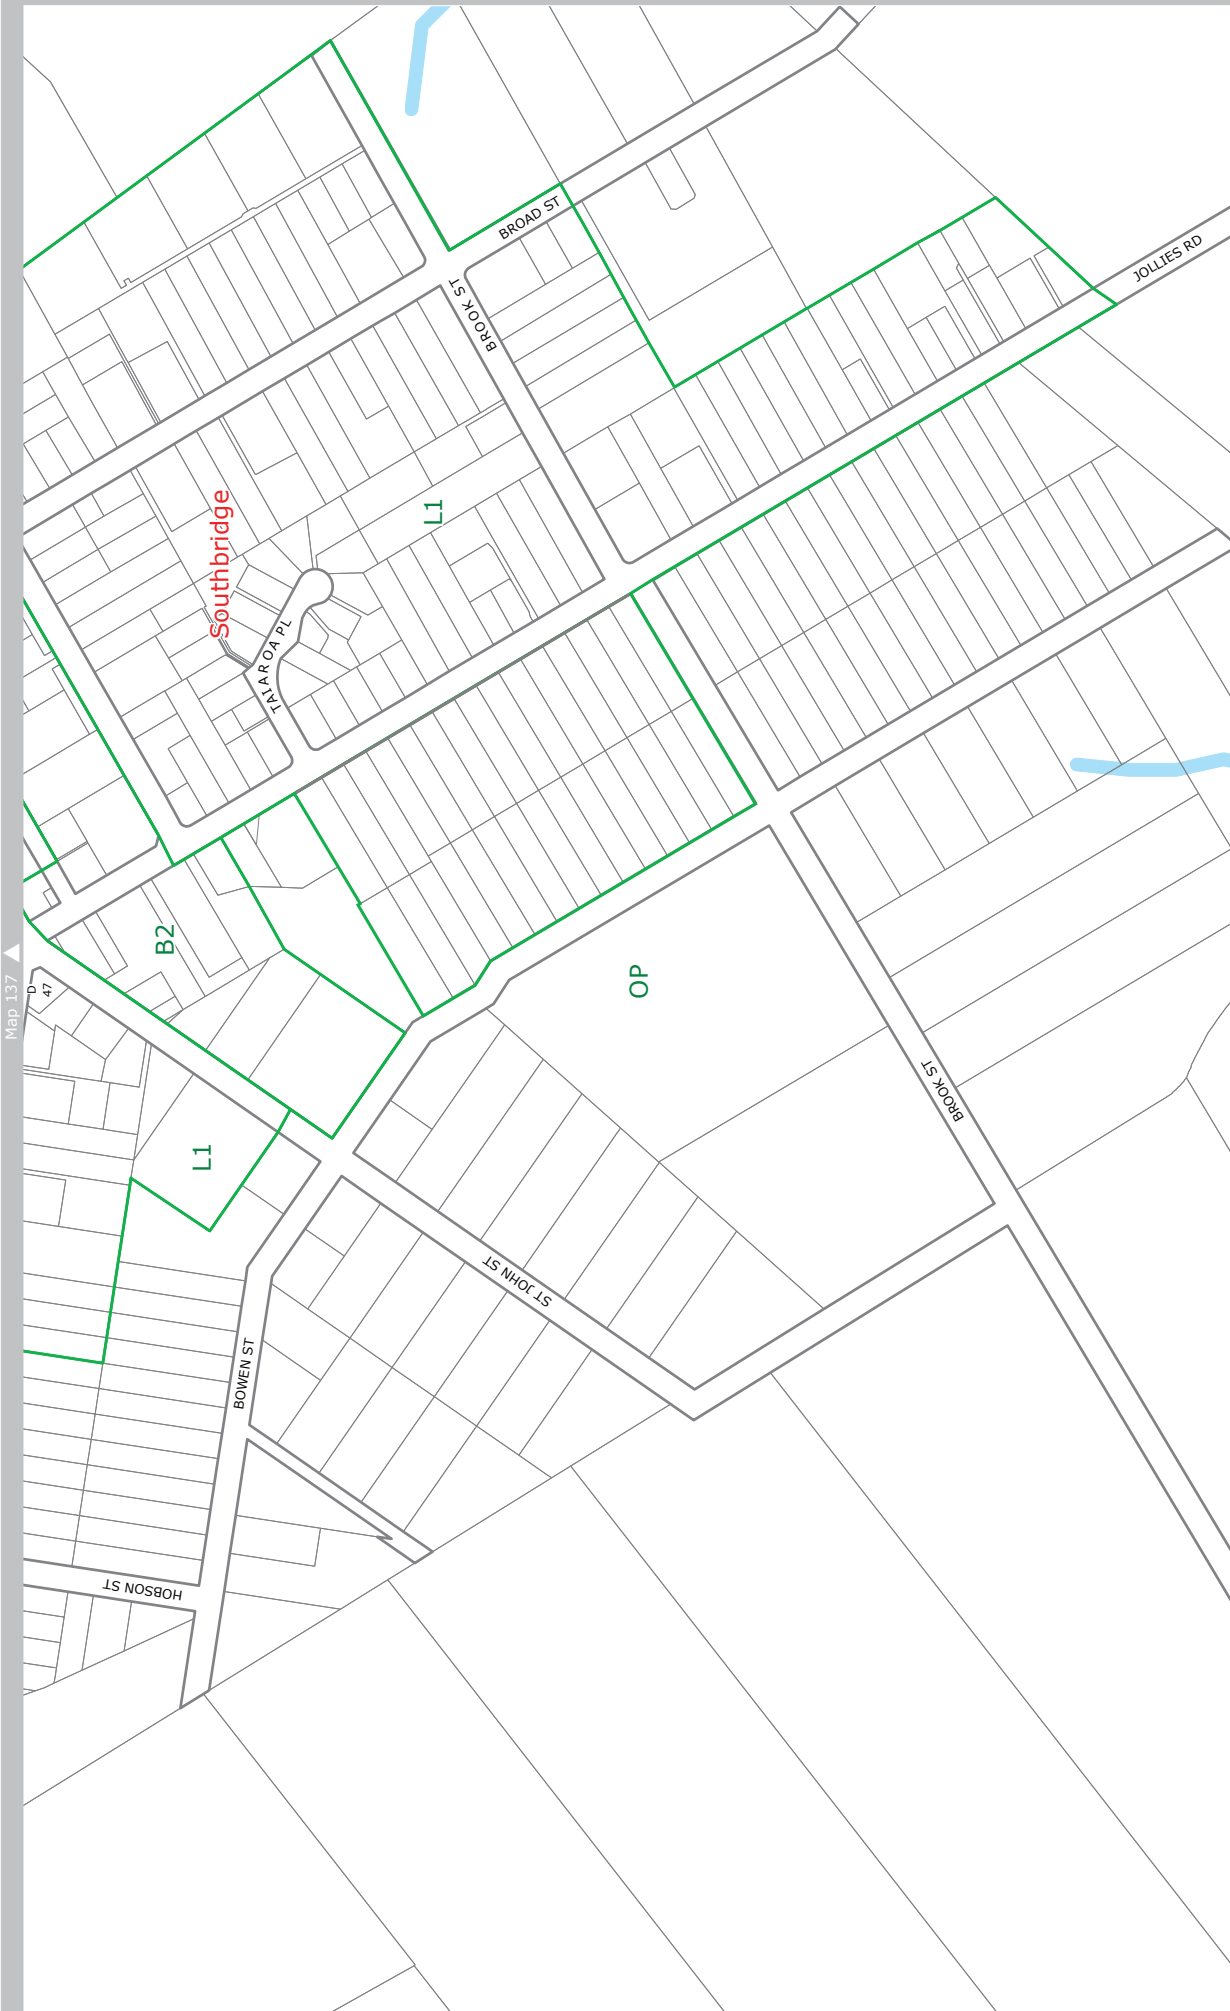 BROAD ST
JOLLIES RD
BROOK ST
L1
Southbridge
TAIAROA PL
B2
Map 137
D
47
OP
BROOK ST
L1
ST JOHN ST
BOWEN ST
HOBSON ST